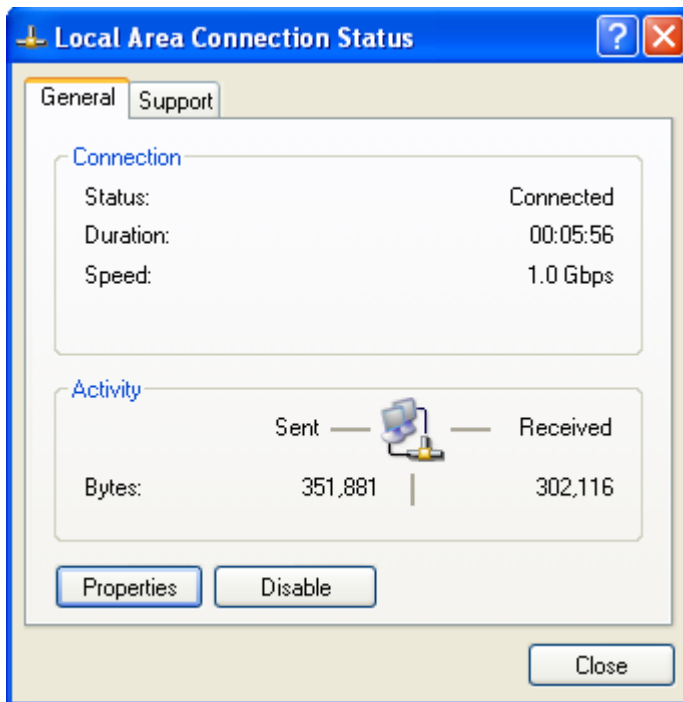 Local Area Connection Status
General Support
Connection
Status: Connected
Duration: 00:05:56
Speed: 1.0 Gbps
Activity
Sent Received
Bytes: 351,881 302,116
Properties Disable
Close